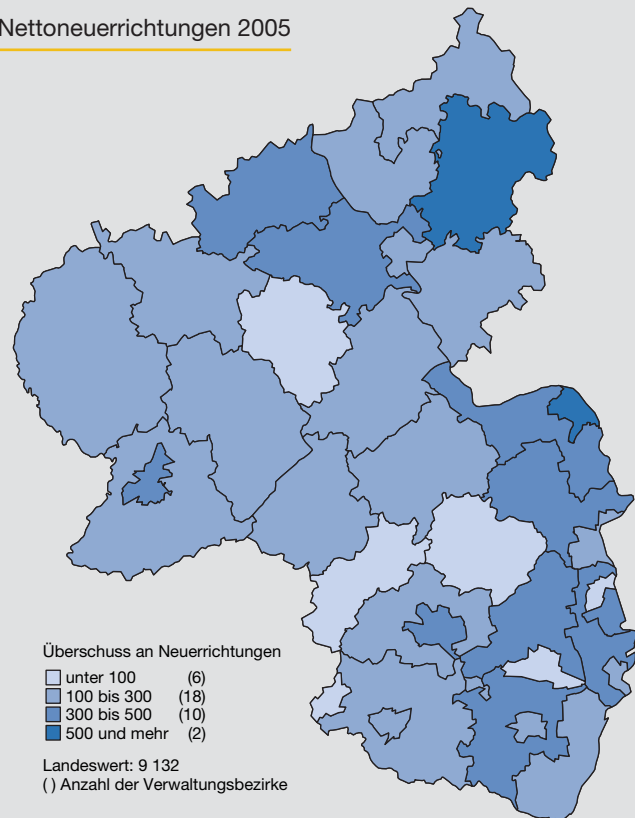 Nettoneuerrichtungen 2005
Überschuss an Neuerrichtungen
unter 100 (6)
100 bis 300 (18)
300 bis 500 (10)
500 und mehr (2)
Landeswert: 9 132
( ) Anzahl der Verwaltungsbezirke